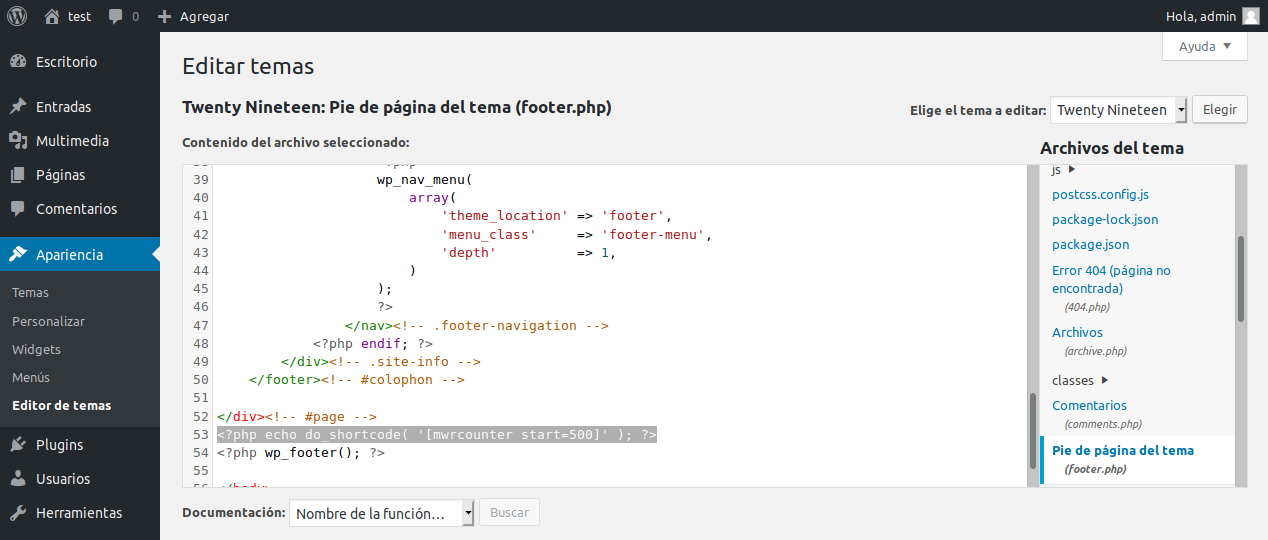 test 0 Agregar Hola, admin
Ayuda
Escritorio
Entradas
Multimedia
Páginas
Comentarios
Apariencia
Temas
Personalizar
Widgets
Menús
Editor de temas
Plugins
Usuarios
Herramientas
Editar temas
Twenty Nineteen: Pie de página del tema (footer.php)
Elige el tema a editar: Twenty Nineteen Elegir
Contenido del archivo seleccionado:
39 wp_nav_menu(
40 array(
41 'theme_location' => 'footer',
42 'menu_class' => 'footer-menu',
43 'depth' => 1,
44 )
45 );
46 ?>
47 </nav><!-- .footer-navigation -->
48 <?php endif; ?>
49 </div><!-- .site-info -->
50 </footer><!-- #colophon -->
51
52 </div><!-- #page -->
53 <?php echo do_shortcode( '[mwrcounter start=500]' ); ?>
54 <?php wp_footer(); ?>
55
Archivos del tema
js
postcss.config.js
package-lock.json
package.json
Error 404 (página no
encontrada)
(404.php)
Archivos
(archive.php)
classes
Comentarios
(comments.php)
Pie de página del tema
(footer.php)
Documentación: Nombre de la función… Buscar